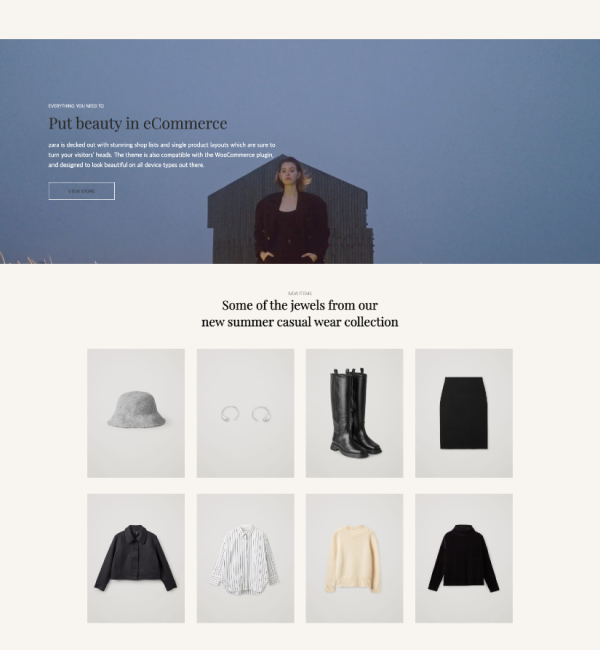 EVERYTHING YOU NEED TO
Put beauty in eCommerce
zara is decked out with stunning shop lists and single product layouts which are sure to
turn your visitors' heads. The theme is also compatible with the WooCommerce plugin,
and designed to look beautiful on all device types out there.
VIEW MORE
NEW ITEMS
Some of the jewels from our
new summer casual wear collection